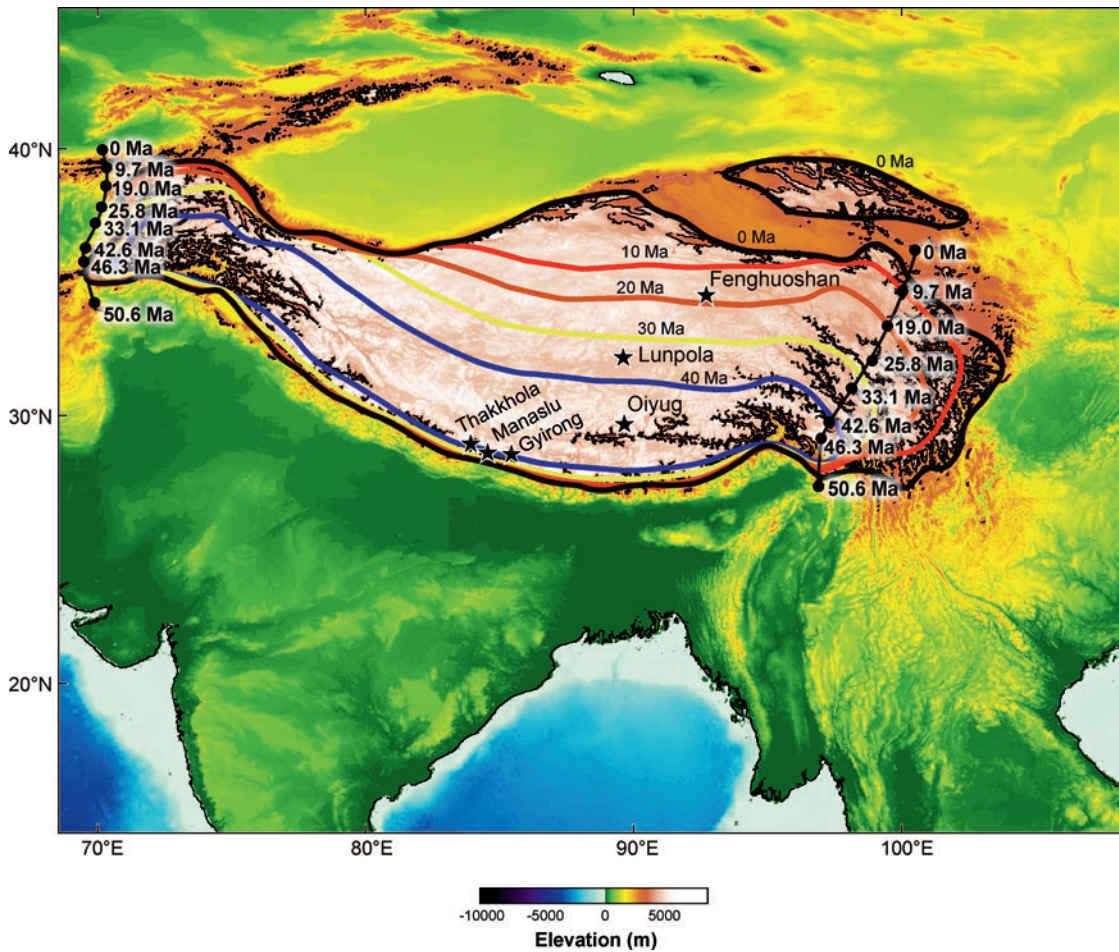 40°N
30°N
20°N
70°E
80°E
90°E
100°E
0 Ma
9.7 Ma
19.0 Ma
25.8 Ma
33.1 Ma
42.6 Ma
46.3 Ma
50.6 Ma
0 Ma
0 Ma
10 Ma
20 Ma
30 Ma
40 Ma
Fenghuoshan
Lunpola
Oiyug
Thakkhola
Manaslu
Gyirong
0 Ma
9.7 Ma
19.0 Ma
25.8 Ma
33.1 Ma
42.6 Ma
46.3 Ma
50.6 Ma
-10000 -5000 0 5000
Elevation (m)